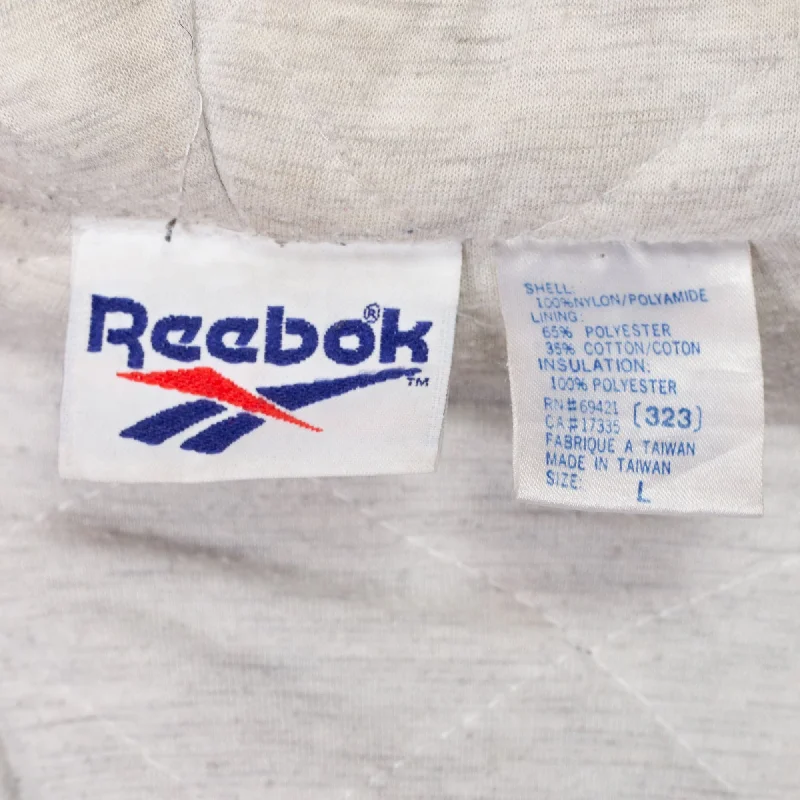 Reebok®
TM
SHELL:
100%NYLON/POLYAMIDE
LINING:
65% POLYESTER
35% COTTON/COTON
INSULATION:
100% POLYESTER
RN#69421 (323)
CA#17335
FABRIQUE A TAIWAN
MADE IN TAIWAN
SIZE: L